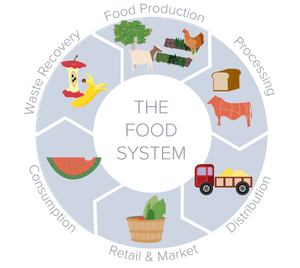 Food Production
Processing
Distribution
Retail & Market
Consumption
Waste Recovery
THE
FOOD
SYSTEM